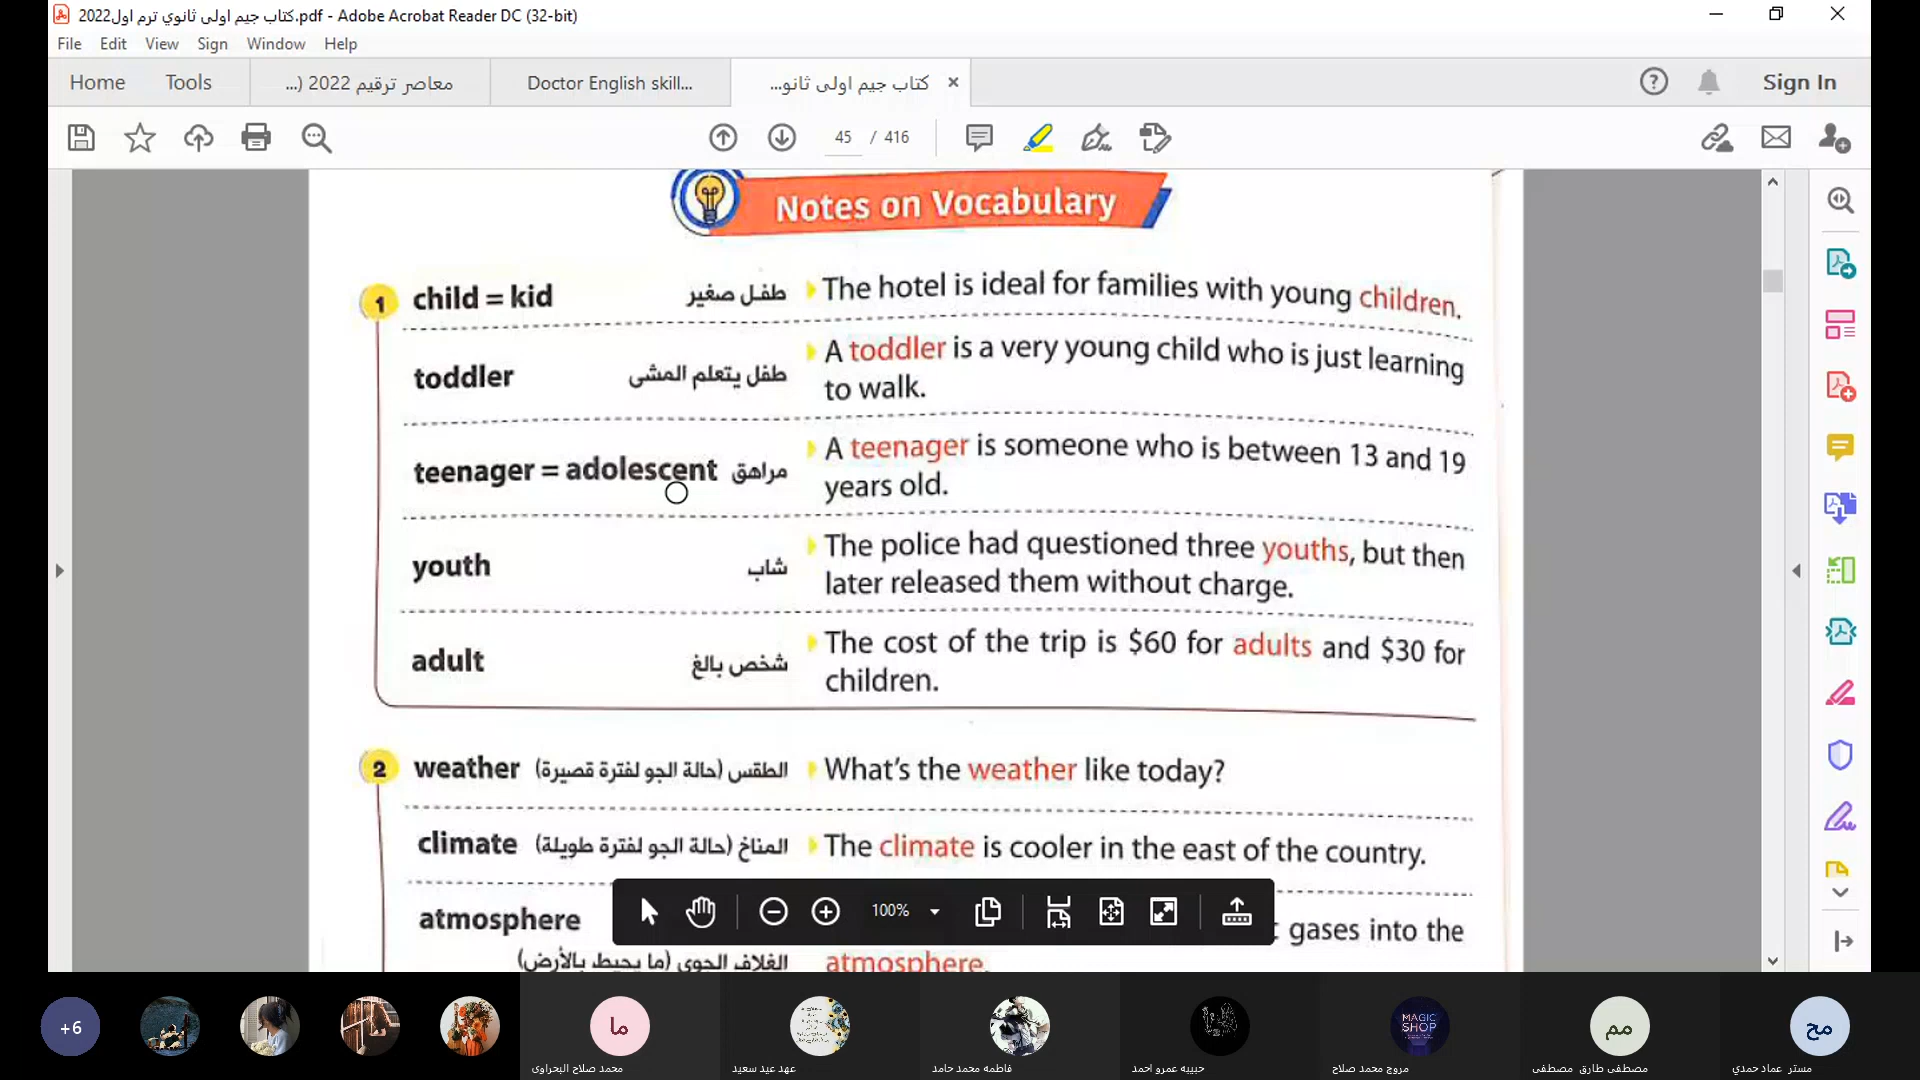 كتاب جيم اولى ثانوي ترم اول2022.pdf - Adobe Acrobat Reader DC (32-bit)
File Edit View Sign Window Help
Home Tools معاصر ترقيم 2022 (... Doctor English skill... كتاب جيم اولى ثانو... × Sign In
45 / 416
Notes on Vocabulary
1 child = kid طفل صغير The hotel is ideal for families with young children.
toddler طفل يتعلم المشى A toddler is a very young child who is just learning
to walk.
teenager = adolescent مراهق A teenager is someone who is between 13 and 19
years old.
youth شاب The police had questioned three youths, but then
later released them without charge.
adult شخص بالغ The cost of the trip is $60 for adults and $30 for
children.
2 weather الطقس (حالة الجو لفترة قصيرة) What's the weather like today?
climate المناخ (حالة الجو لفترة طويلة) The climate is cooler in the east of the country.
atmosphere gases into the
الغلاف الجوى (ما يحيط بالأرض) atmosphere.
100%
+6 ما MAGIC SHOP مم مح
محمد صلاح البحراوى عهد عيد سعيد فاطمه محمد حامد حبيبه عمرو احمد مروج محمد صلاح مصطفى طارق مصطفى مستر عماد حمدي